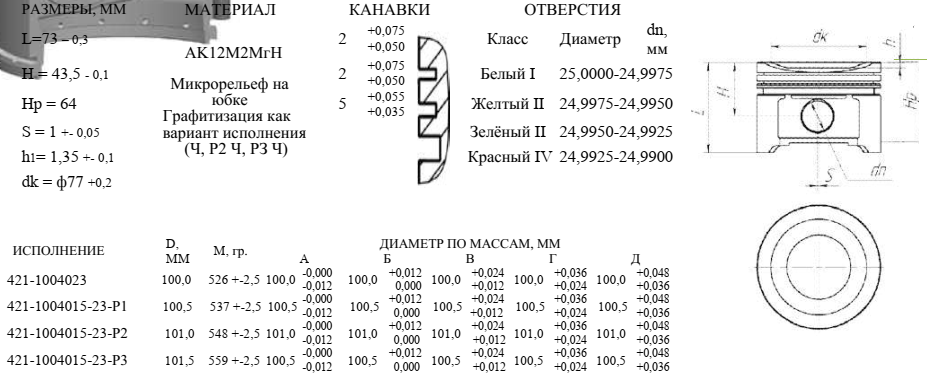 РАЗМЕРЫ, ММ
L=73 – 0,3
H = 43,5 - 0,1
Hp = 64
S = 1 +- 0,05
h1= 1,35 +- 0,1
dk = ф77 +0,2
МАТЕРИАЛ
АК12М2МгН
Микрорельеф на
юбке
Графитизация как
вариант исполнения
(Ч, Р2 Ч, РЗ Ч)
КАНАВКИ
2 +0,075 +0,050
2 +0,075 +0,050
5 +0,055 +0,035
ОТВЕРСТИЯ
Класс Диаметр dn, мм
Белый I 25,0000-24,9975
Желтый II 24,9975-24,9950
Зелёный II 24,9950-24,9925
Красный IV 24,9925-24,9900
dк
h
H
L
Hp
dп
S
ДИАМЕТР ПО МАССАМ, ММ
ИСПОЛНЕНИЕ D, ММ М, гр. А Б В Г Д
421-1004023 100,0 526 +-2,5 100,0 -0,000 -0,012 100,0 +0,012 0,000 100,0 +0,024 +0,012 100,0 +0,036 +0,024 100,0 +0,048 +0,036
421-1004015-23-Р1 100,5 537 +-2,5 100,5 -0,000 -0,012 100,5 +0,012 0,000 100,5 +0,024 +0,012 100,5 +0,036 +0,024 100,5 +0,048 +0,036
421-1004015-23-Р2 101,0 548 +-2,5 101,0 -0,000 -0,012 101,0 +0,012 0,000 101,0 +0,024 +0,012 101,0 +0,036 +0,024 101,0 +0,048 +0,036
421-1004015-23-Р3 101,5 559 +-2,5 100,5 -0,000 -0,012 100,5 +0,012 0,000 100,5 +0,024 +0,012 100,5 +0,036 +0,024 100,5 +0,048 +0,036